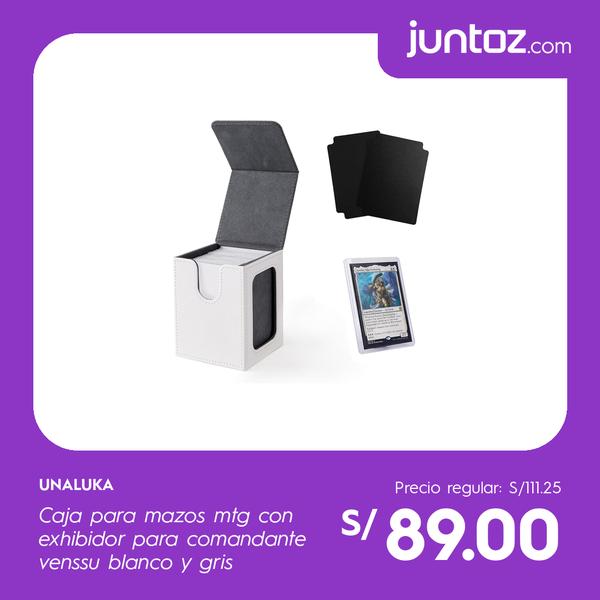 juntoz.com
UNALUKA
Caja para mazos mtg con
exhibidor para comandante
venssu blanco y gris
Precio regular: S/111.25
S/89.00